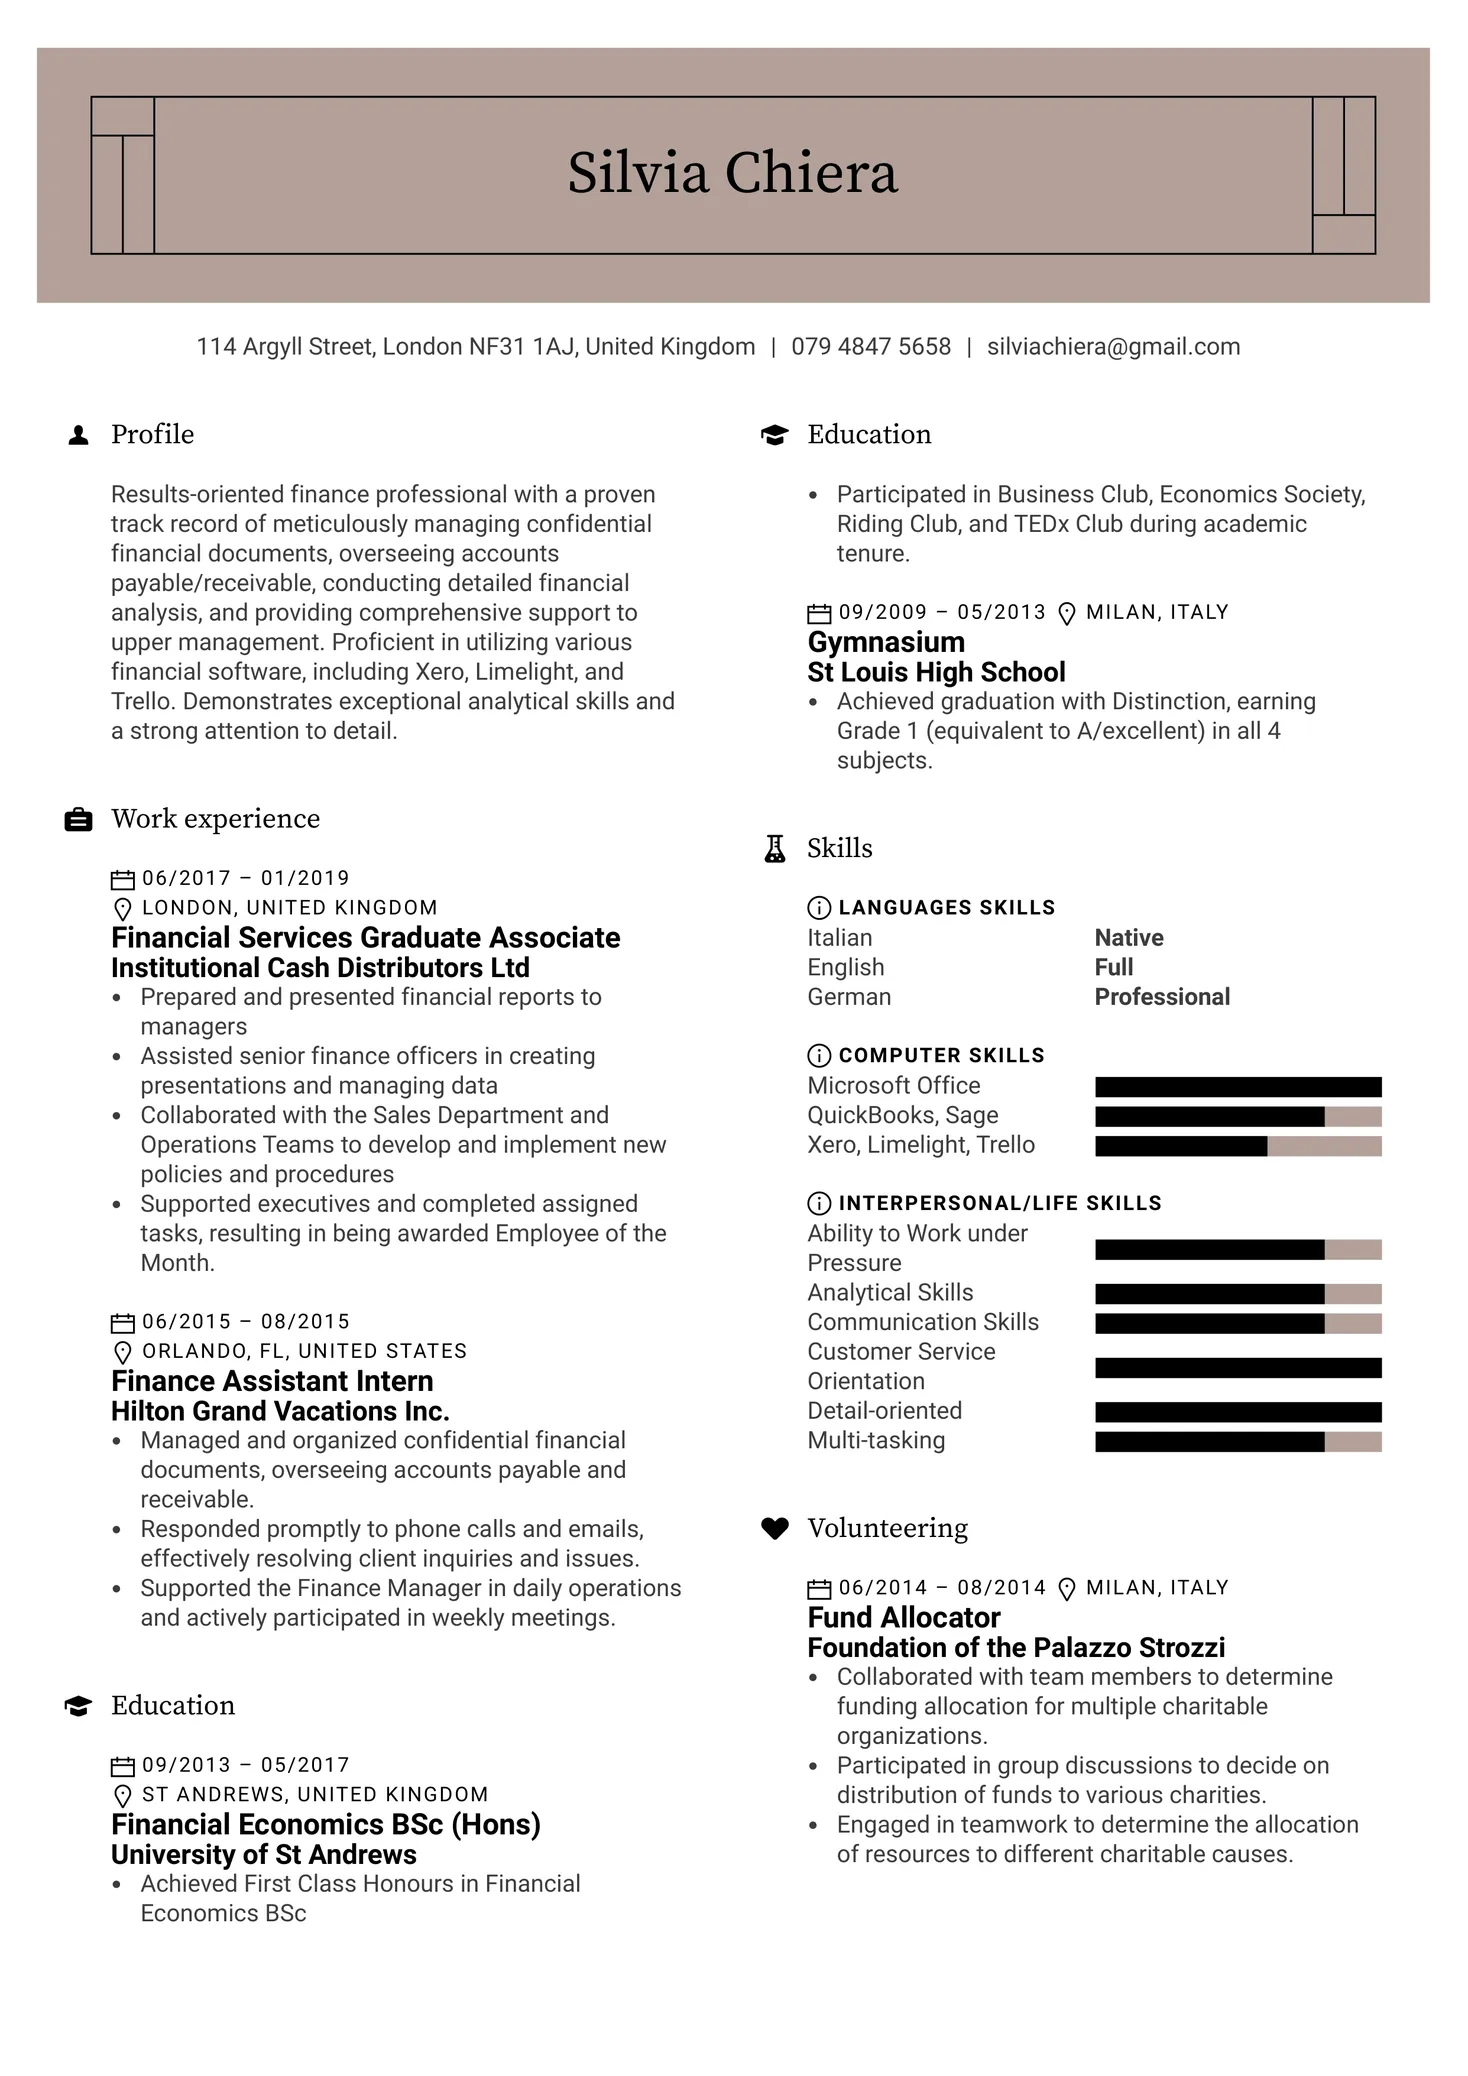 Silvia Chiera
114 Argyll Street, London NF31 1AJ, United Kingdom | 079 4847 5658 | silviachiera@gmail.com
Profile
Results-oriented finance professional with a proven
track record of meticulously managing confidential
financial documents, overseeing accounts
payable/receivable, conducting detailed financial
analysis, and providing comprehensive support to
upper management. Proficient in utilizing various
financial software, including Xero, Limelight, and
Trello. Demonstrates exceptional analytical skills and
a strong attention to detail.
Work experience
06/2017 – 01/2019
LONDON, UNITED KINGDOM
Financial Services Graduate Associate
Institutional Cash Distributors Ltd
• Prepared and presented financial reports to
managers
• Assisted senior finance officers in creating
presentations and managing data
• Collaborated with the Sales Department and
Operations Teams to develop and implement new
policies and procedures
• Supported executives and completed assigned
tasks, resulting in being awarded Employee of the
Month.
06/2015 – 08/2015
ORLANDO, FL, UNITED STATES
Finance Assistant Intern
Hilton Grand Vacations Inc.
• Managed and organized confidential financial
documents, overseeing accounts payable and
receivable.
• Responded promptly to phone calls and emails,
effectively resolving client inquiries and issues.
• Supported the Finance Manager in daily operations
and actively participated in weekly meetings.
Education
09/2013 – 05/2017
ST ANDREWS, UNITED KINGDOM
Financial Economics BSc (Hons)
University of St Andrews
• Achieved First Class Honours in Financial
Economics BSc
Education
• Participated in Business Club, Economics Society,
Riding Club, and TEDx Club during academic
tenure.
09/2009 – 05/2013 MILAN, ITALY
Gymnasium
St Louis High School
• Achieved graduation with Distinction, earning
Grade 1 (equivalent to A/excellent) in all 4
subjects.
Skills
LANGUAGES SKILLS
Italian Native
English Full
German Professional
COMPUTER SKILLS
Microsoft Office
QuickBooks, Sage
Xero, Limelight, Trello
INTERPERSONAL/LIFE SKILLS
Ability to Work under
Pressure
Analytical Skills
Communication Skills
Customer Service
Orientation
Detail-oriented
Multi-tasking
Volunteering
06/2014 – 08/2014 MILAN, ITALY
Fund Allocator
Foundation of the Palazzo Strozzi
• Collaborated with team members to determine
funding allocation for multiple charitable
organizations.
• Participated in group discussions to decide on
distribution of funds to various charities.
• Engaged in teamwork to determine the allocation
of resources to different charitable causes.